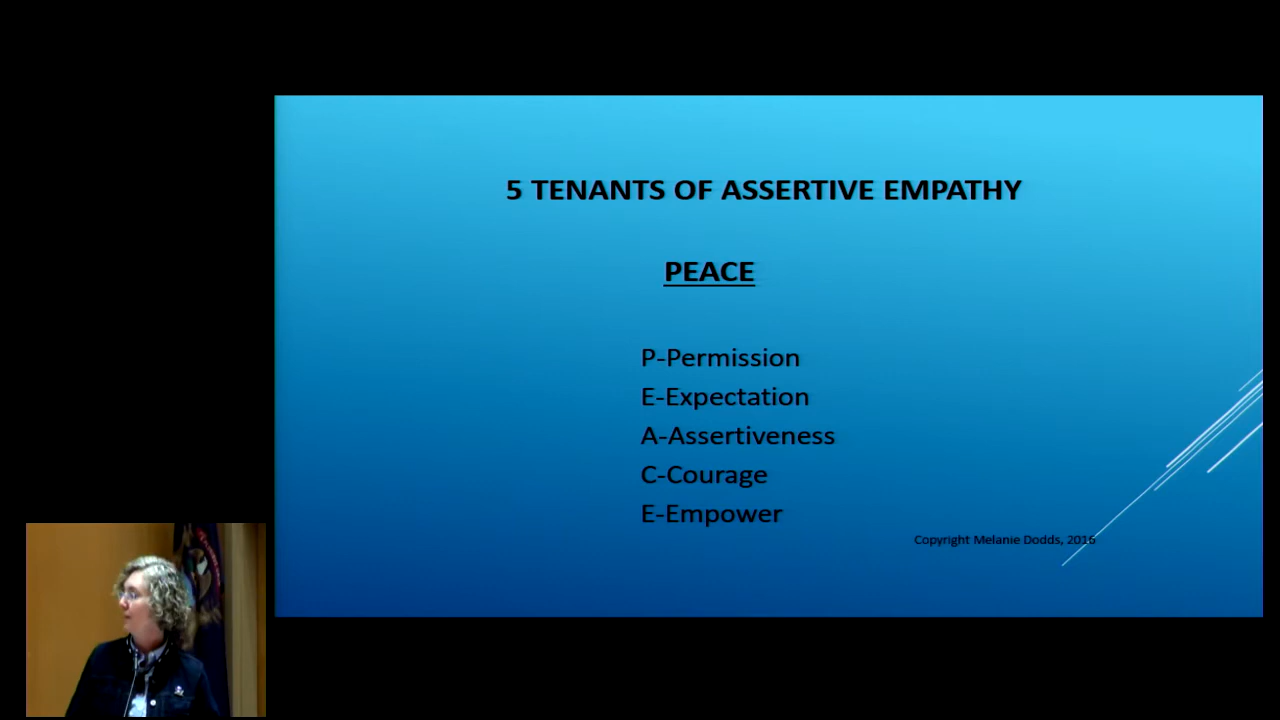 5 TENANTS OF ASSERTIVE EMPATHY
PEACE
P-Permission
E-Expectation
A-Assertiveness
C-Courage
E-Empower
Copyright Melanie Dodds, 2016